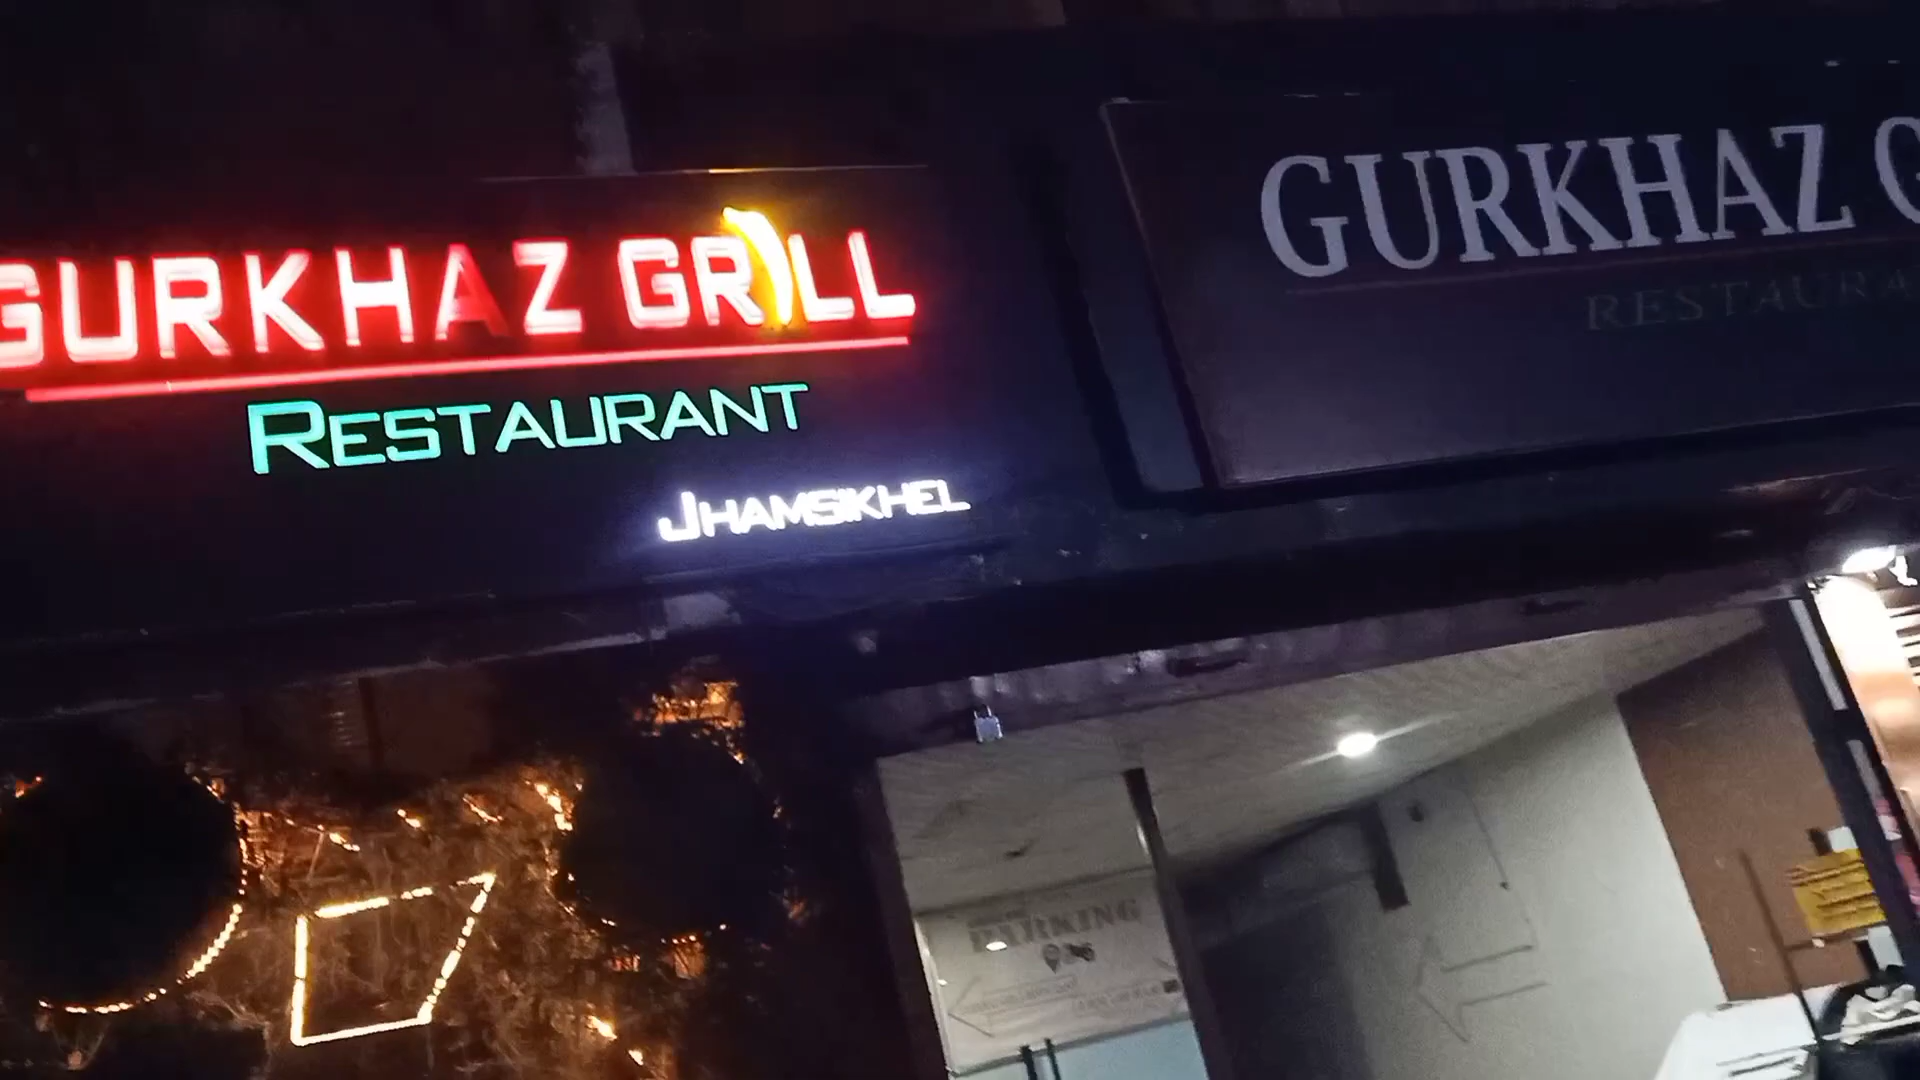 GURKHAZ GRILL
RESTAURANT
JHAMSIKHEL
GURKHAZ G
RESTAURA
PARKING